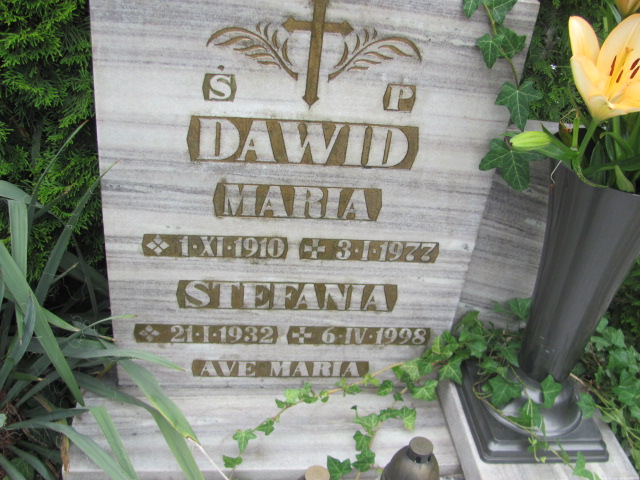 Ś P
DAWID
MARIA
1·XI·1910 3·I·1977
STEFANIA
21·I·1932 6·IV·1998
AVE MARIA